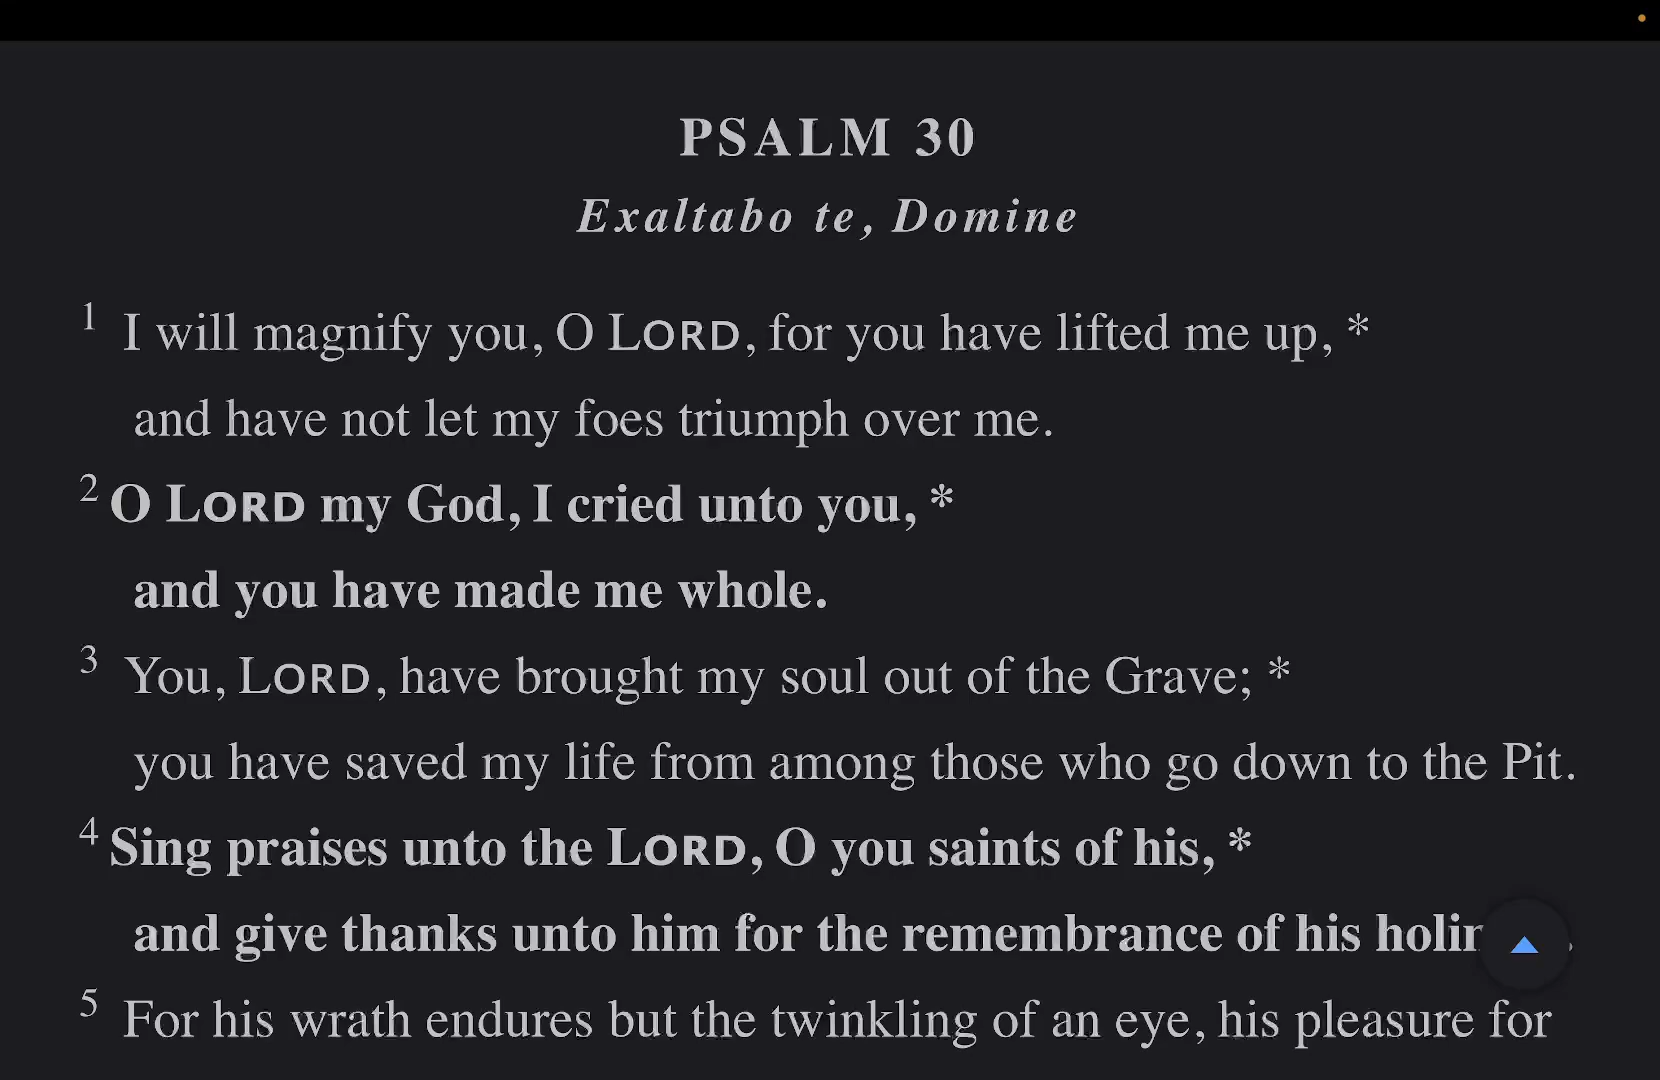 PSALM 30
Exaltabo te, Domine
1 I will magnify you, O LORD, for you have lifted me up, *
and have not let my foes triumph over me.
2 O LORD my God, I cried unto you, *
and you have made me whole.
3 You, LORD, have brought my soul out of the Grave; *
you have saved my life from among those who go down to the Pit.
4 Sing praises unto the LORD, O you saints of his, *
and give thanks unto him for the remembrance of his
5 For his wrath endures but the twinkling of an eye, his pleasure for